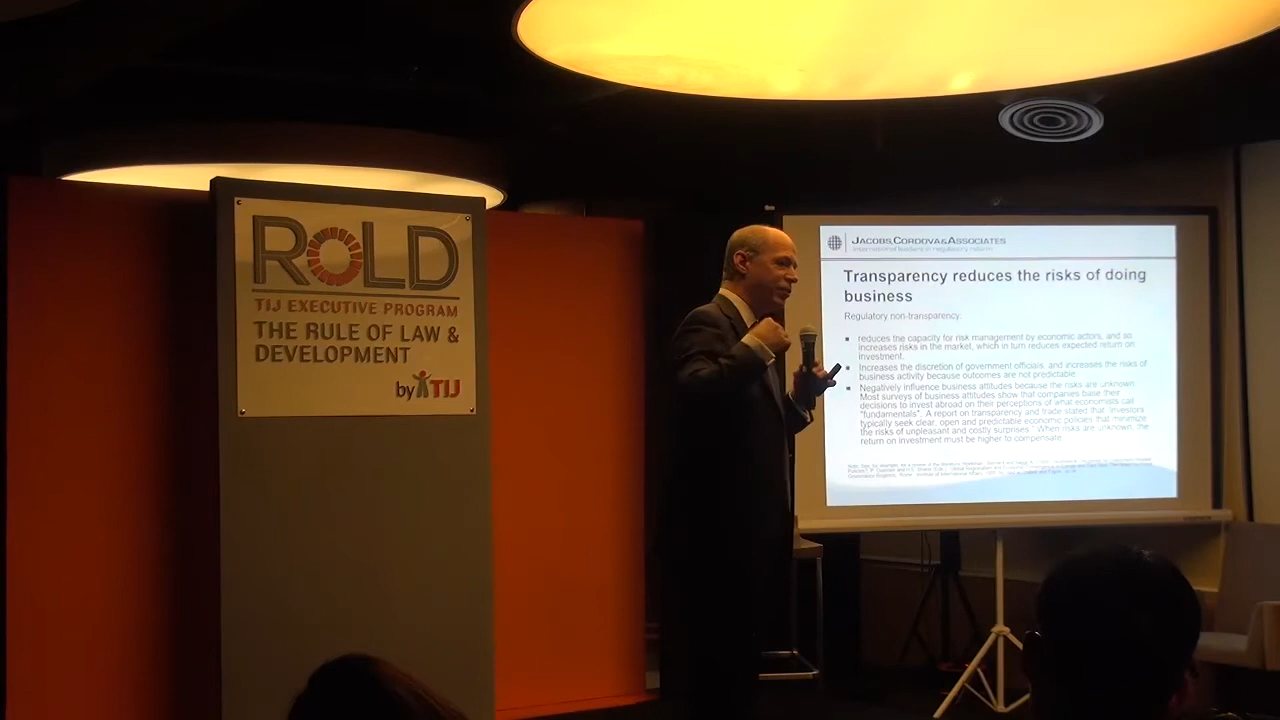 ROLD
TIJ EXECUTIVE PROGRAM
THE RULE OF LAW &
DEVELOPMENT
by TIJ
JACOBS, CORDOVA & ASSOCIATES
international leaders in regulatory reform
Transparency reduces the risks of doing
business
Regulatory non-transparency:
reduces the capacity for risk management by economic actors, and so
increases risks in the market, which in turn reduces expected return on
investment.
Increases the discretion of government officials, and increases the risks of
business activity because outcomes are not predictable.
Negatively influence business attitudes because the risks are unknown.
Most surveys of business attitudes show that companies base their
decisions to invest abroad on their perceptions of what economists call
"fundamentals". A report on transparency and trade stated that "Investors
typically seek clear, open and predictable economic policies that minimize
the risks of unpleasant and costly surprises." When risks are unknown, the
return on investment must be higher to compensate.